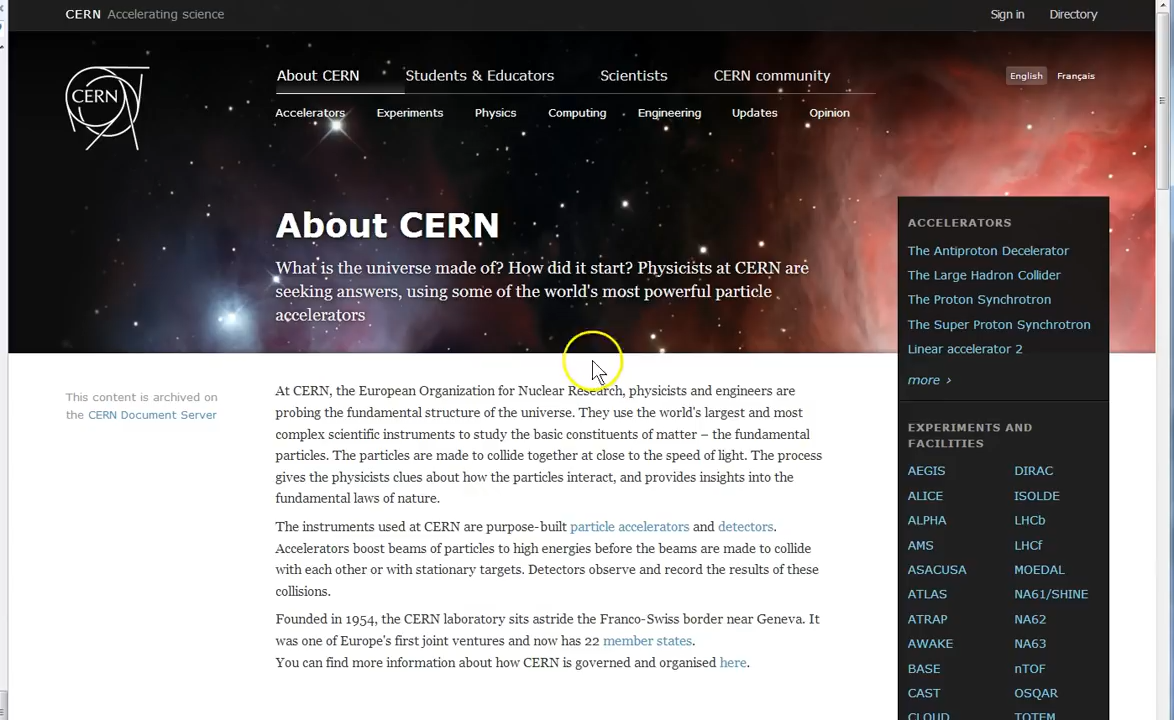 CERN Accelerating science
Sign in Directory
CERN
About CERN Students & Educators Scientists CERN community
English Français
Accelerators Experiments Physics Computing Engineering Updates Opinion
About CERN
What is the universe made of? How did it start? Physicists at CERN are
seeking answers, using some of the world's most powerful particle
accelerators
This content is archived on
the CERN Document Server
At CERN, the European Organization for Nuclear Research, physicists and engineers are
probing the fundamental structure of the universe. They use the world's largest and most
complex scientific instruments to study the basic constituents of matter – the fundamental
particles. The particles are made to collide together at close to the speed of light. The process
gives the physicists clues about how the particles interact, and provides insights into the
fundamental laws of nature.
The instruments used at CERN are purpose-built particle accelerators and detectors.
Accelerators boost beams of particles to high energies before the beams are made to collide
with each other or with stationary targets. Detectors observe and record the results of these
collisions.
Founded in 1954, the CERN laboratory sits astride the Franco-Swiss border near Geneva. It
was one of Europe's first joint ventures and now has 22 member states.
You can find more information about how CERN is governed and organised here.
ACCELERATORS
The Antiproton Decelerator
The Large Hadron Collider
The Proton Synchrotron
The Super Proton Synchrotron
Linear accelerator 2
more ›
EXPERIMENTS AND
FACILITIES
AEGIS DIRAC
ALICE ISOLDE
ALPHA LHCb
AMS LHCf
ASACUSA MOEDAL
ATLAS NA61/SHINE
ATRAP NA62
AWAKE NA63
BASE nTOF
CAST OSQAR
CLOUD TOTEM